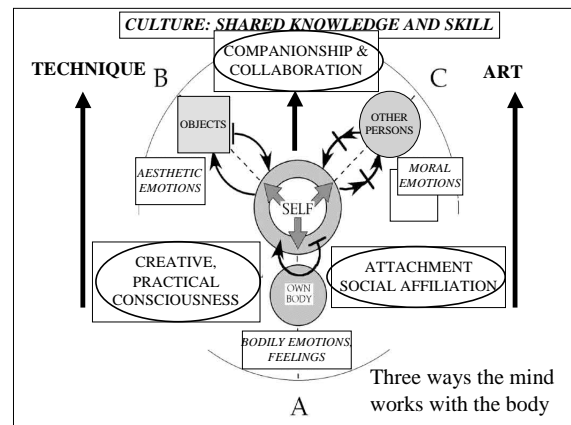 CULTURE: SHARED KNOWLEDGE AND SKILL
COMPANIONSHIP &
COLLABORATION
TECHNIQUE
B
C
ART
OBJECTS
OTHER
PERSONS
AESTHETIC
EMOTIONS
MORAL
EMOTIONS
SELF
CREATIVE,
PRACTICAL
CONSCIOUSNESS
ATTACHMENT
SOCIAL AFFILIATION
OWN
BODY
BODILY EMOTIONS,
FEELINGS
A
Three ways the mind
works with the body